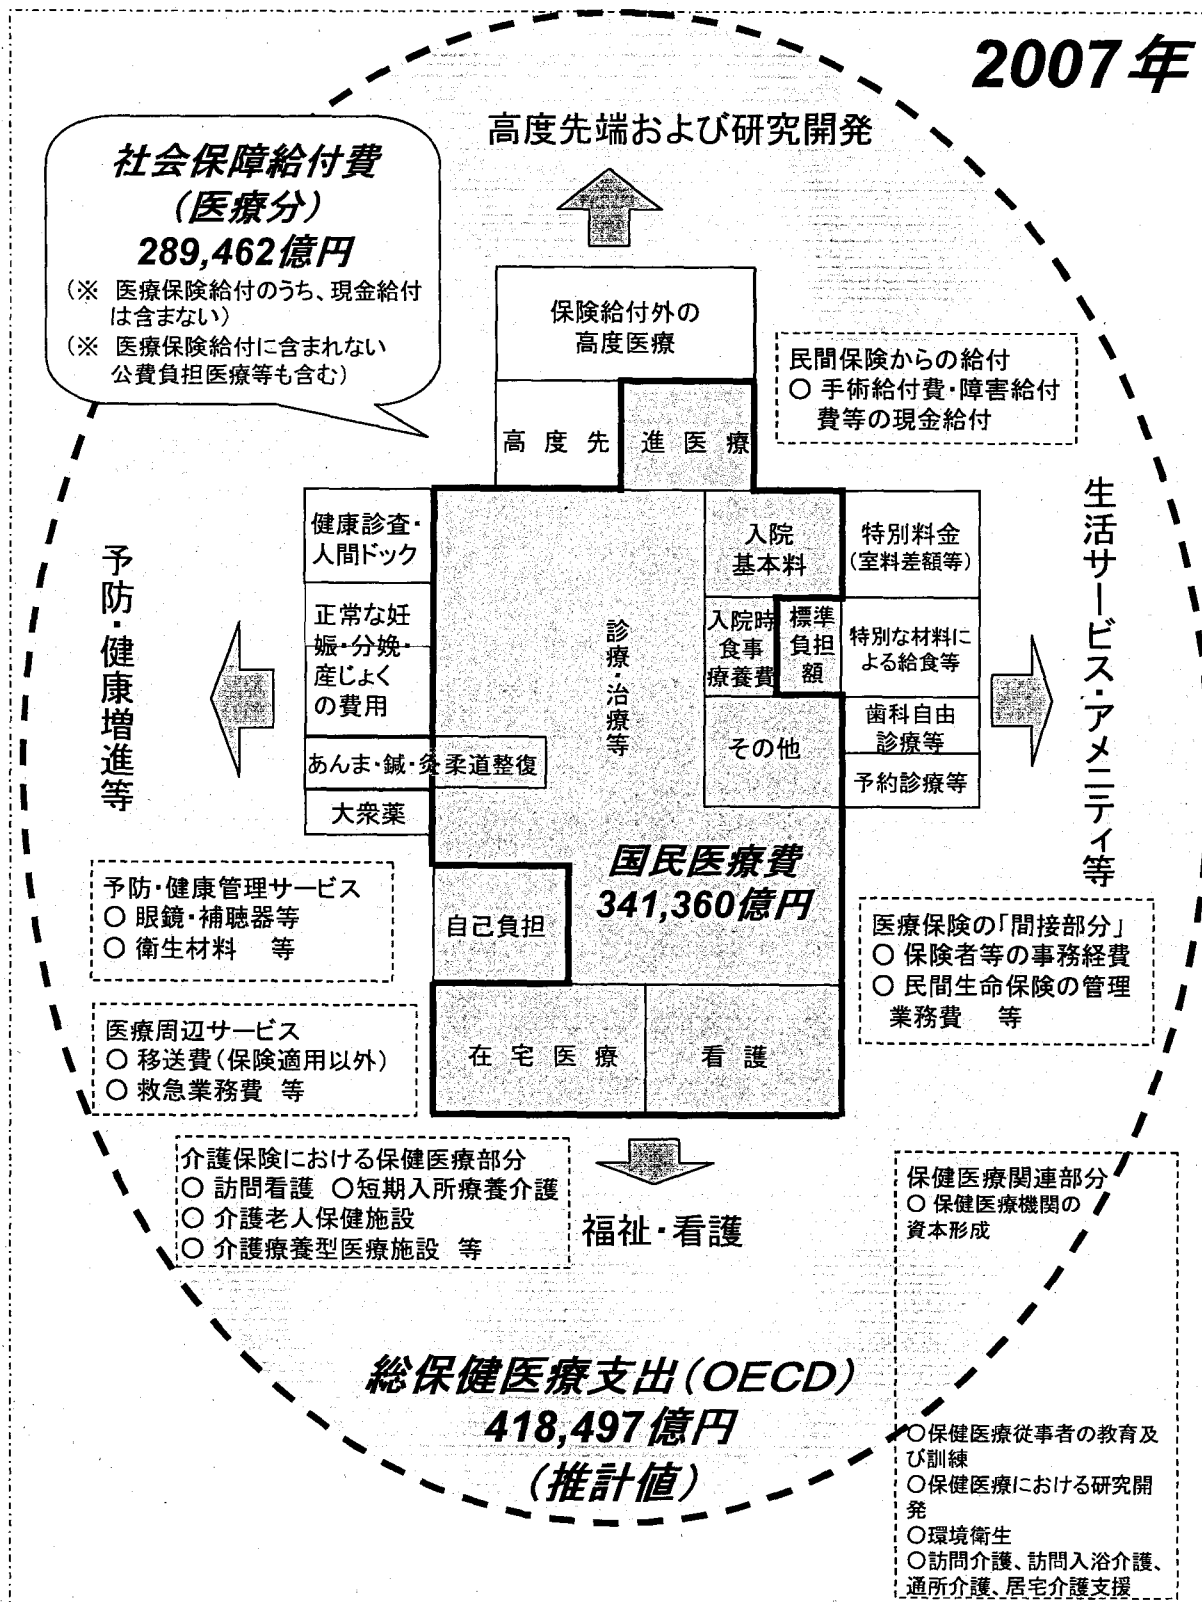 2007年
高度先端および研究開発
社会保障給付費
（医療分）
289,462億円
（※　医療保険給付のうち、現金給付
は含まない）
（※　医療保険給付に含まれない
公費負担医療等も含む）
保険給付外の
高度医療
民間保険からの給付
○ 手術給付費・障害給付
費等の現金給付
高 度 先 進 医 療
健康診査・
人間ドック
正常な妊
娠・分娩・
産じょく
の費用
あんま・鍼・灸 柔道整復
大衆薬
予防・健康増進等
診療・治療等
入院
基本料
入院時
食事
療養費
標準
負担
額
その他
特別料金
（室料差額等）
特別な材料に
よる給食等
歯科自由
診療等
予約診療等
生活サービス・アメニティ等
国民医療費
341,360億円
自己負担
予防・健康管理サービス
○ 眼鏡・補聴器等
○ 衛生材料　等
医療保険の「間接部分」
○ 保険者等の事務経費
○ 民間生命保険の管理
業務費　等
医療周辺サービス
○ 移送費（保険適用以外）
○ 救急業務費　等
在 宅 医 療
看 護
介護保険における保健医療部分
○ 訪問看護　○短期入所療養介護
○ 介護老人保健施設
○ 介護療養型医療施設　等
福祉・看護
保健医療関連部分
○ 保健医療機関の
資本形成
総保健医療支出（OECD）
418,497億円
（推計値）
○保健医療従事者の教育及
び訓練
○保健医療における研究開
発
○環境衛生
○訪問介護、訪問入浴介護、
通所介護、居宅介護支援